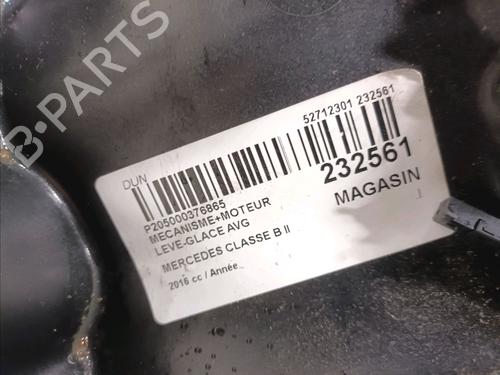 B-PARTS
DUN
52712301 232561
P205000376865
232561
MECANISME+MOTEUR
LEVE-GLACE AVG
MAGASIN
MERCEDES CLASSE B II
2016 cc / Année